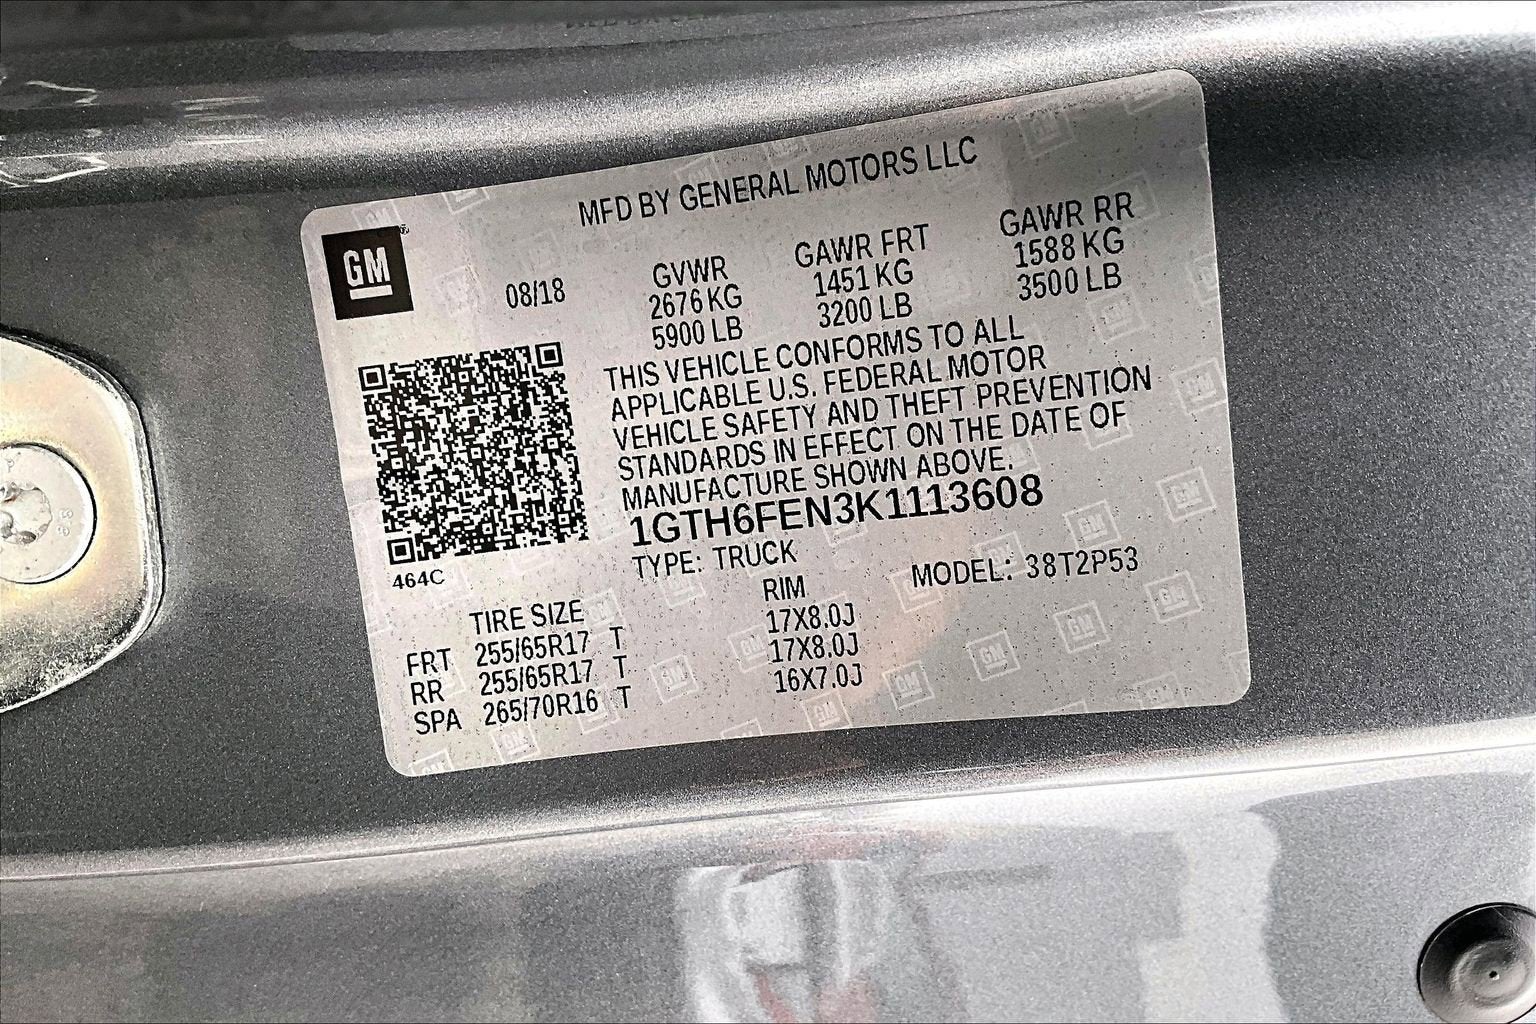 MFD BY GENERAL MOTORS LLC
GM
08/18
GVWR GAWR FRT GAWR RR
2676 KG 1451 KG 1588 KG
5900 LB 3200 LB 3500 LB
THIS VEHICLE CONFORMS TO ALL
APPLICABLE U.S. FEDERAL MOTOR
VEHICLE SAFETY AND THEFT PREVENTION
STANDARDS IN EFFECT ON THE DATE OF
MANUFACTURE SHOWN ABOVE.
1GTH6FEN3K1113608
464C
TYPE: TRUCK MODEL: 38T2P53
TIRE SIZE RIM
FRT 255/65R17 T 17X8.0J
RR 255/65R17 T 17X8.0J
SPA 265/70R16 T 16X7.0J